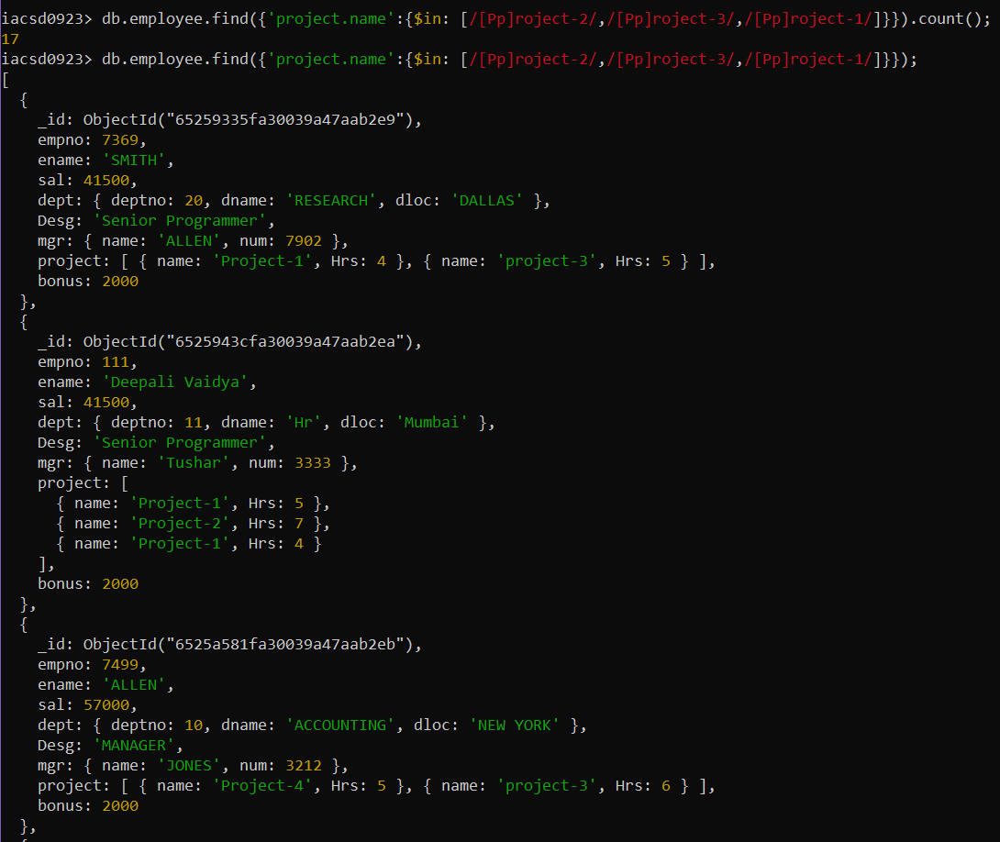 iacsd0923> db.employee.find({'project.name':{$in: [/[Pp]roject-2/,/[Pp]roject-3/,/[Pp]roject-1/]}}).count();
17
iacsd0923> db.employee.find({'project.name':{$in: [/[Pp]roject-2/,/[Pp]roject-3/,/[Pp]roject-1/]}});
[
  {
    _id: ObjectId("65259335fa30039a47aab2e9"),
    empno: 7369,
    ename: 'SMITH',
    sal: 41500,
    dept: { deptno: 20, dname: 'RESEARCH', dloc: 'DALLAS' },
    Desg: 'Senior Programmer',
    mgr: { name: 'ALLEN', num: 7902 },
    project: [ { name: 'Project-1', Hrs: 4 }, { name: 'project-3', Hrs: 5 } ],
    bonus: 2000
  },
  {
    _id: ObjectId("6525943cfa30039a47aab2ea"),
    empno: 111,
    ename: 'Deepali Vaidya',
    sal: 41500,
    dept: { deptno: 11, dname: 'Hr', dloc: 'Mumbai' },
    Desg: 'Senior Programmer',
    mgr: { name: 'Tushar', num: 3333 },
    project: [
      { name: 'Project-1', Hrs: 5 },
      { name: 'Project-2', Hrs: 7 },
      { name: 'Project-1', Hrs: 4 }
    ],
    bonus: 2000
  },
  {
    _id: ObjectId("6525a581fa30039a47aab2eb"),
    empno: 7499,
    ename: 'ALLEN',
    sal: 57000,
    dept: { deptno: 10, dname: 'ACCOUNTING', dloc: 'NEW YORK' },
    Desg: 'MANAGER',
    mgr: { name: 'JONES', num: 3212 },
    project: [ { name: 'Project-4', Hrs: 5 }, { name: 'project-3', Hrs: 6 } ],
    bonus: 2000
  },